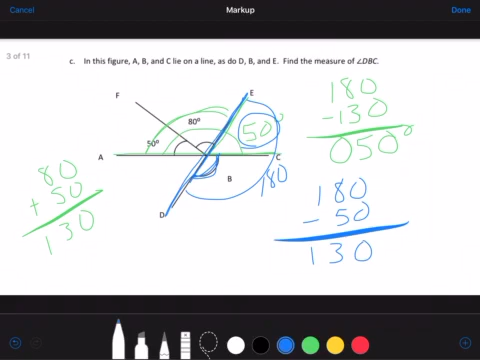 Cancel
Markup
Done
3 of 11
c. In this figure, A, B, and C lie on a line, as do D, B, and E. Find the measure of ∠DBC.
F
E
80°
50°
50°
A
C
B
D
180
80
+ 50
130
180
-130
050°
180
- 50
130